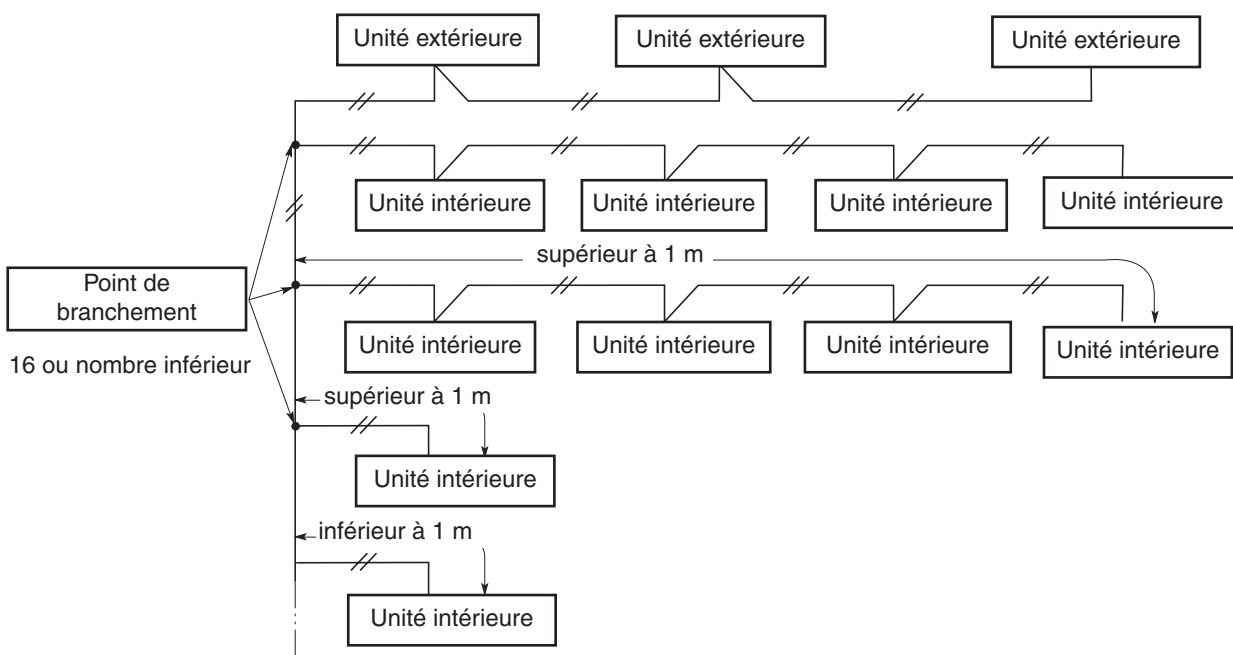 Unité extérieure
Unité extérieure
Unité extérieure
Unité intérieure
Unité intérieure
Unité intérieure
Unité intérieure
supérieur à 1 m
Point de
branchement
16 ou nombre inférieur
Unité intérieure
Unité intérieure
Unité intérieure
Unité intérieure
supérieur à 1 m
Unité intérieure
inférieur à 1 m
Unité intérieure